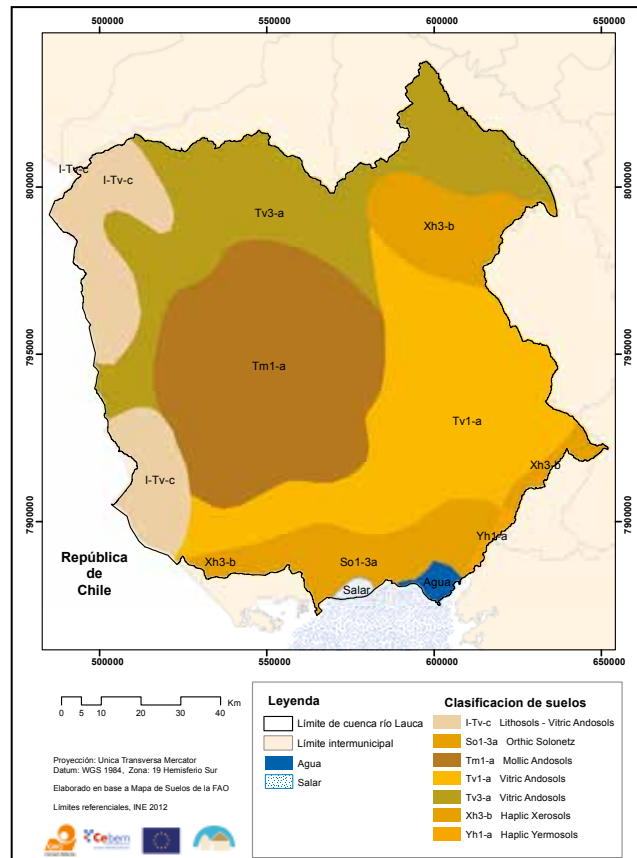 500000 550000 600000 650000
8000000
8000000
7950000
7950000
7900000
7900000
I-Tv-c
I-Tv-c
Tv3-a
Xh3-b
Tm1-a
Tv1-a
I-Tv-c
Xh3-b
Yh1-a
República
de
Chile
Xh3-b
So1-3a
Salar
Agua
500000 550000 600000 650000
Km
0 5 10 20 30 40
Proyección: Unica Transversa Mercator
Datum: WGS 1984, Zona: 19 Hemisferio Sur
Elaborado en base a Mapa de Suelos de la FAO
Límites referenciales, INE 2012
Cebem
Leyenda
Límite de cuenca río Lauca
Límite intermunicipal
Agua
Salar
Clasificacion de suelos
I-Tv-c Lithosols - Vitric Andosols
So1-3a Orthic Solonetz
Tm1-a Mollic Andosols
Tv1-a Vitric Andosols
Tv3-a Vitric Andosols
Xh3-b Haplic Xerosols
Yh1-a Haplic Yermosols